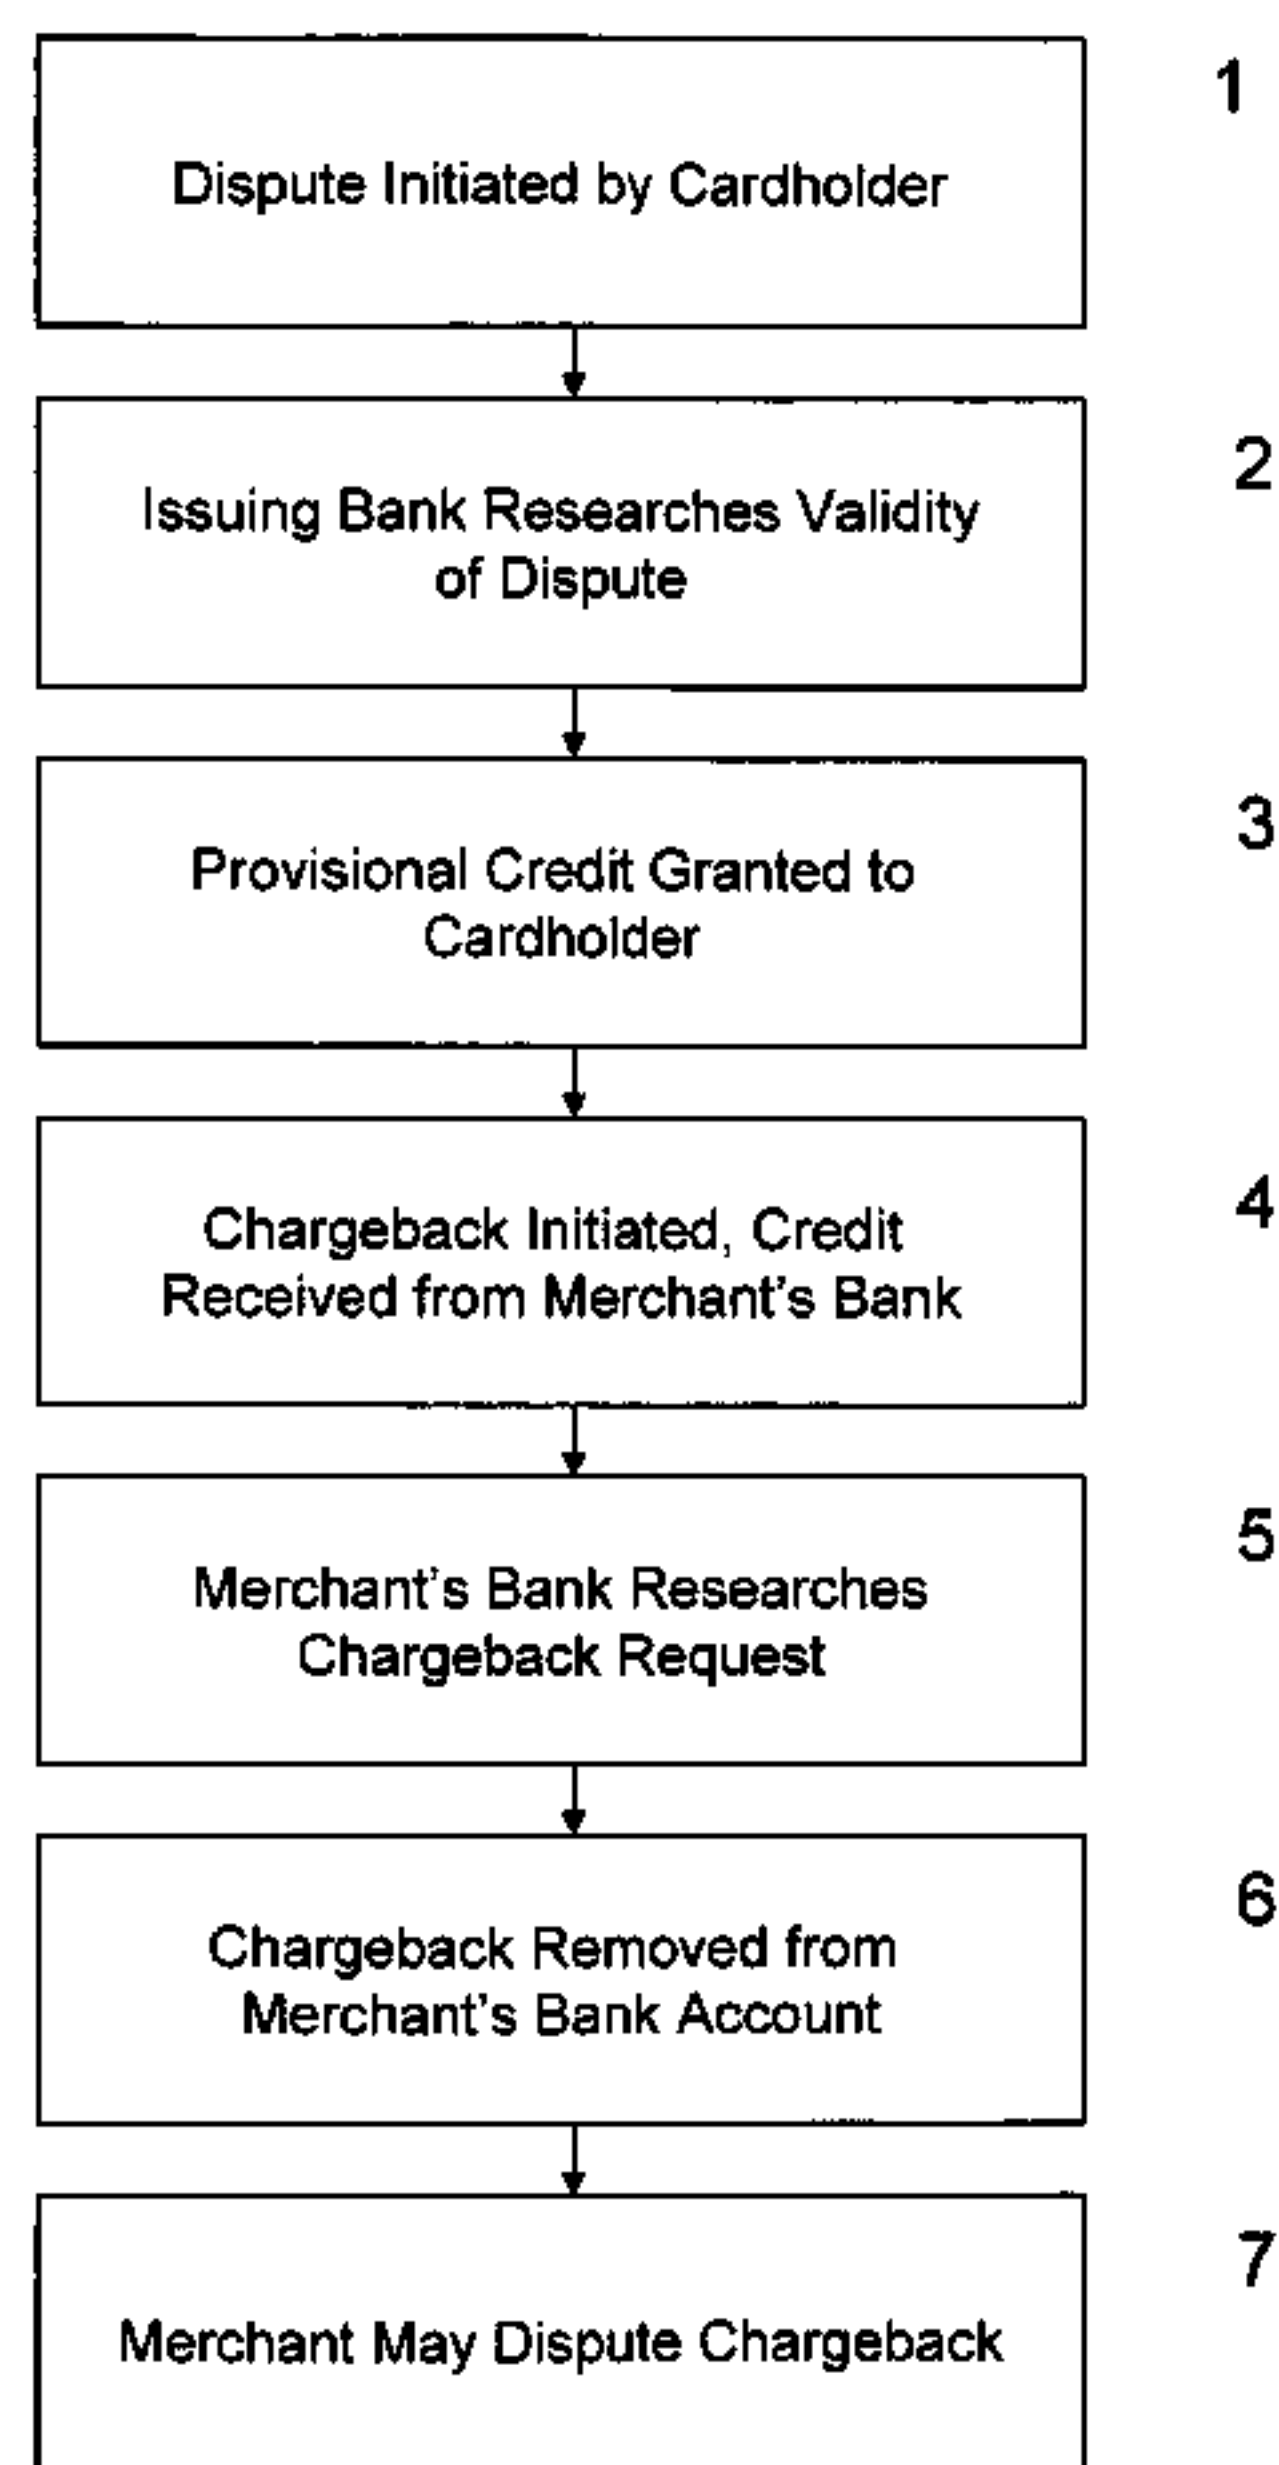 1
Dispute Initiated by Cardholder
2
Issuing Bank Researches Validity
of Dispute
3
Provisional Credit Granted to
Cardholder
4
Chargeback Initiated, Credit
Received from Merchant's Bank
5
Merchant's Bank Researches
Chargeback Request
6
Chargeback Removed from
Merchant's Bank Account
7
Merchant May Dispute Chargeback